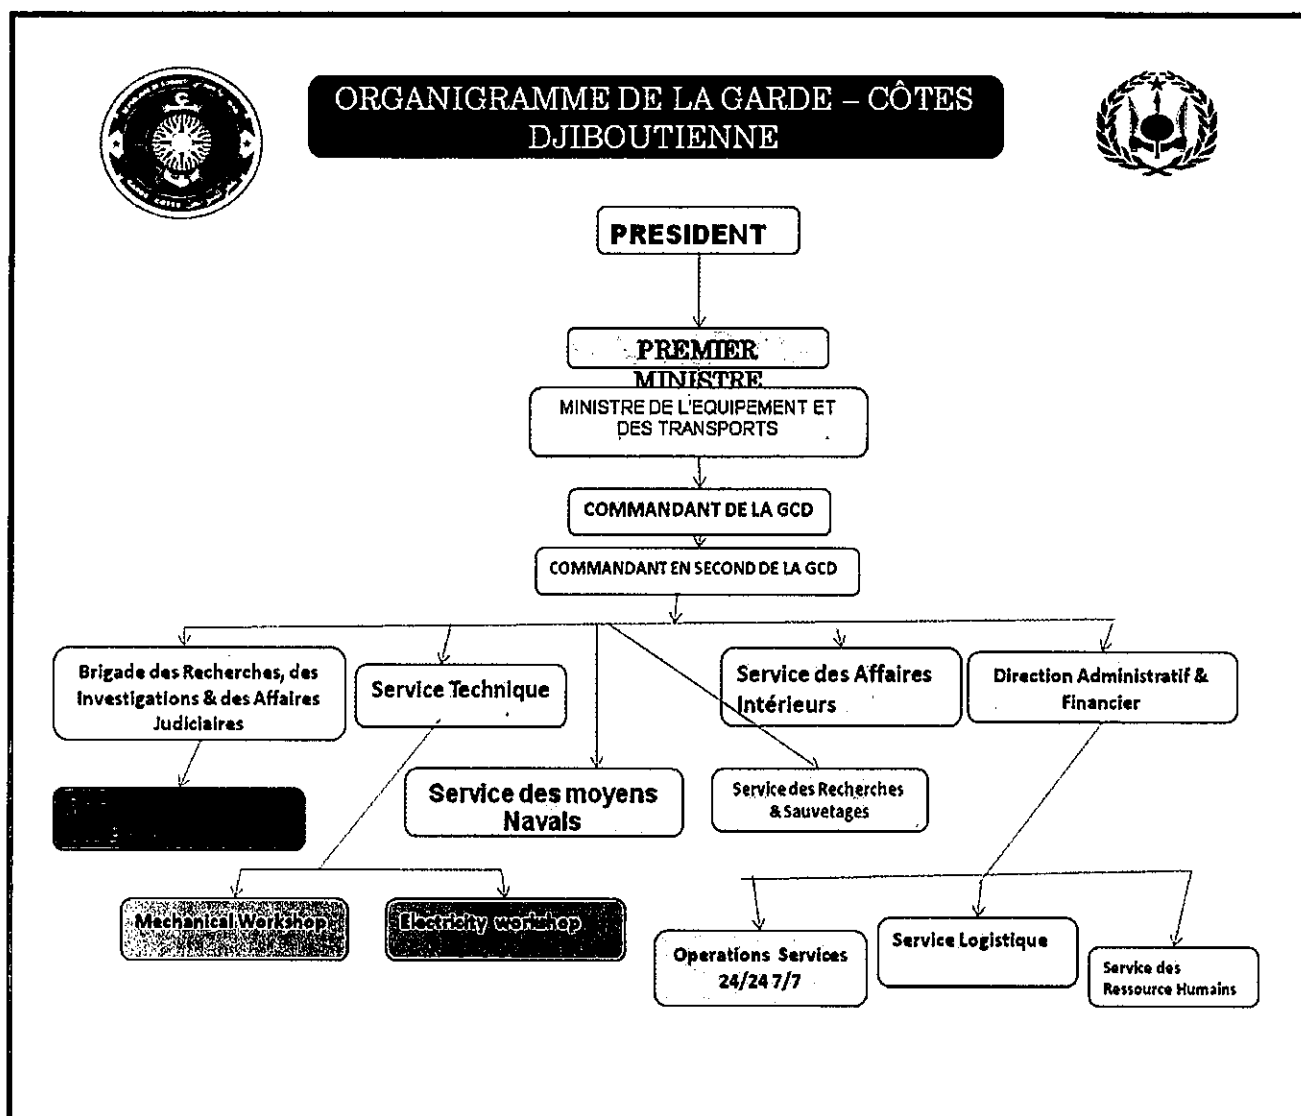 ORGANIGRAMME DE LA GARDE – CÔTES
DJIBOUTIENNE
PRESIDENT
PREMIER
MINISTRE
MINISTRE DE L'EQUIPEMENT ET
DES TRANSPORTS
COMMANDANT DE LA GCD
COMMANDANT EN SECOND DE LA GCD
Brigade des Recherches, des
Investigations & des Affaires
Judiciaires
Service Technique
Service des Affaires
Intérieurs
Direction Administratif &
Financier
Service des moyens
Navals
Service des Recherches
& Sauvetages
Mechanical Workshop
Electricity workshop
Operations Services
24/24 7/7
Service Logistique
Service des
Ressource Humains